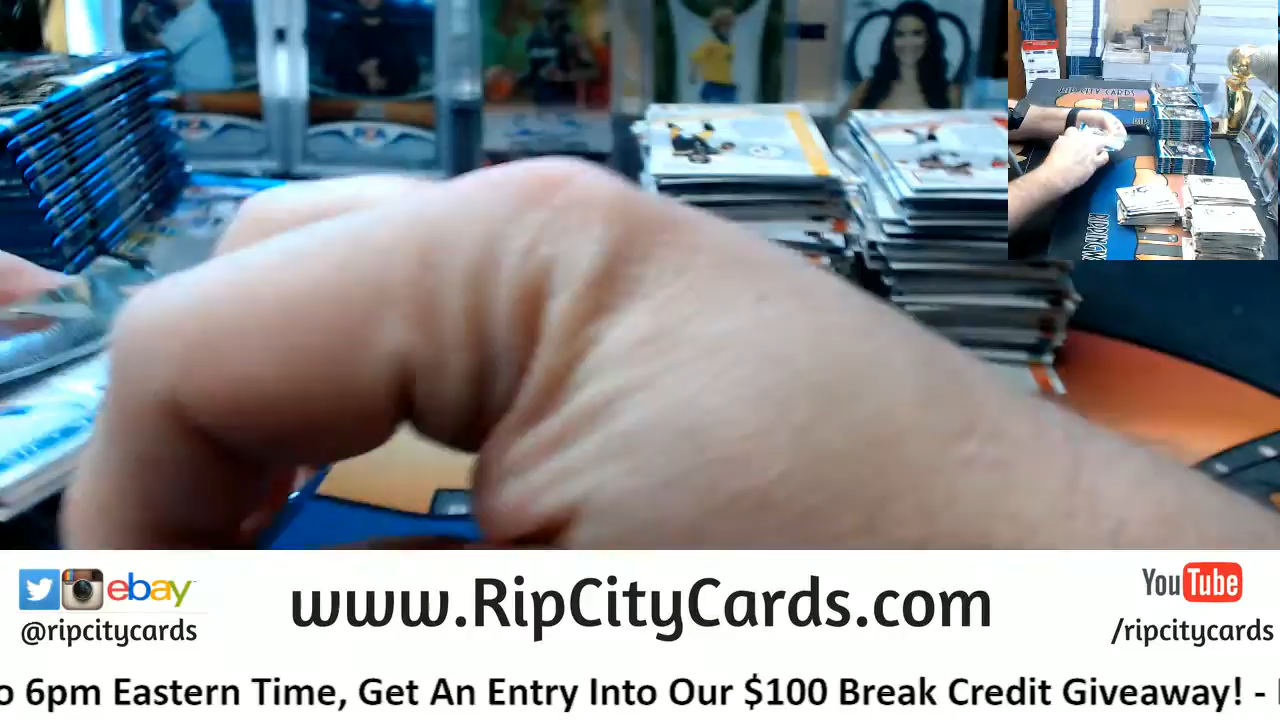 RIP CITY CARDS
ebay
www.RipCityCards.com
YouTube
@ripcitycards
/ripcitycards
o 6pm Eastern Time, Get An Entry Into Our $100 Break Credit Giveaway! -